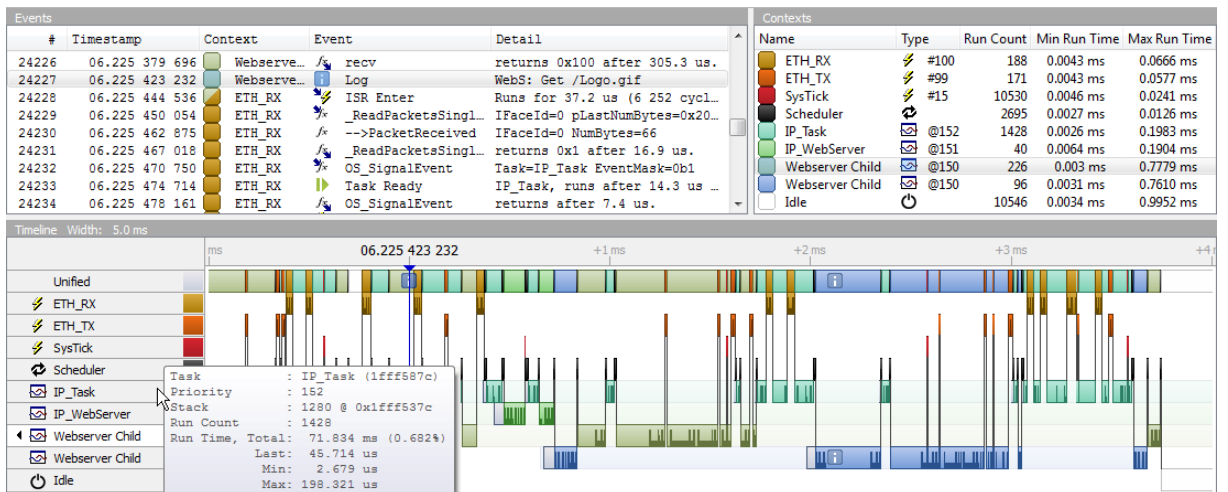 Events
# Timestamp Context Event Detail
24226 06.225 379 696 Webserve... fx recv returns 0x100 after 305.3 us.
24227 06.225 423 232 Webserve... i Log WebS: Get /Logo.gif
24228 06.225 444 536 ETH_RX ISR Enter Runs for 37.2 us (6 252 cycl...
24229 06.225 450 054 ETH_RX fx _ReadPacketsSingl... IFaceId=0 pLastNumBytes=0x20...
24230 06.225 462 875 ETH_RX fx -->PacketReceived IFaceId=0 NumBytes=66
24231 06.225 467 018 ETH_RX fx _ReadPacketsSingl... returns 0x1 after 16.9 us.
24232 06.225 470 750 ETH_RX fx OS_SignalEvent Task=IP_Task EventMask=0b1
24233 06.225 474 714 ETH_RX Task Ready IP_Task, runs after 14.3 us ...
24234 06.225 478 161 ETH_RX fx OS_SignalEvent returns after 7.4 us.
Contexts
Name Type Run Count Min Run Time Max Run Time
ETH_RX #100 188 0.0043 ms 0.0666 ms
ETH_TX #99 171 0.0043 ms 0.0577 ms
SysTick #15 10530 0.0046 ms 0.0241 ms
Scheduler 2695 0.0027 ms 0.0126 ms
IP_Task @152 1428 0.0026 ms 0.1983 ms
IP_WebServer @151 40 0.0064 ms 0.1904 ms
Webserver Child @150 226 0.003 ms 0.7779 ms
Webserver Child @150 96 0.0031 ms 0.7610 ms
Idle 10546 0.0034 ms 0.9952 ms
Timeline Width: 5.0 ms
ms 06.225 423 232 +1 ms +2 ms +3 ms +4
Unified
ETH_RX
ETH_TX
SysTick
Scheduler
IP_Task
IP_WebServer
Webserver Child
Webserver Child
Idle
Task : IP_Task (1fff587c)
Priority : 152
Stack : 1280 @ 0x1fff537c
Run Count : 1428
Run Time, Total: 71.834 ms (0.682%)
Last: 45.714 us
Min: 2.679 us
Max: 198.321 us